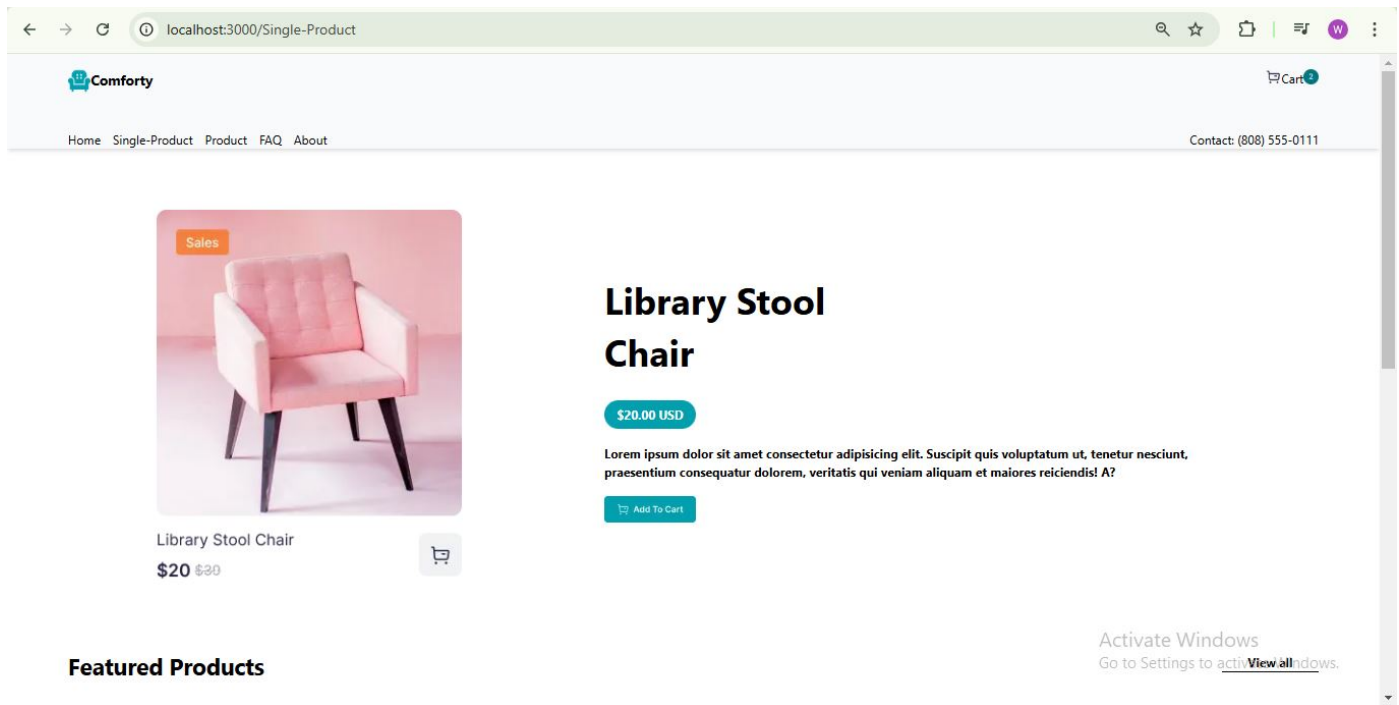 localhost:3000/Single-Product
W
Comforty
Cart 2
Home Single-Product Product FAQ About
Contact: (808) 555-0111
Sales
Library Stool
Chair
$20.00 USD
Lorem ipsum dolor sit amet consectetur adipisicing elit. Suscipit quis voluptatum ut, tenetur nesciunt,
praesentium consequatur dolorem, veritatis qui veniam aliquam et maiores reiciendis! A?
Add To Cart
Library Stool Chair
$20 $30
Featured Products
View all
Activate Windows
Go to Settings to activate Windows.